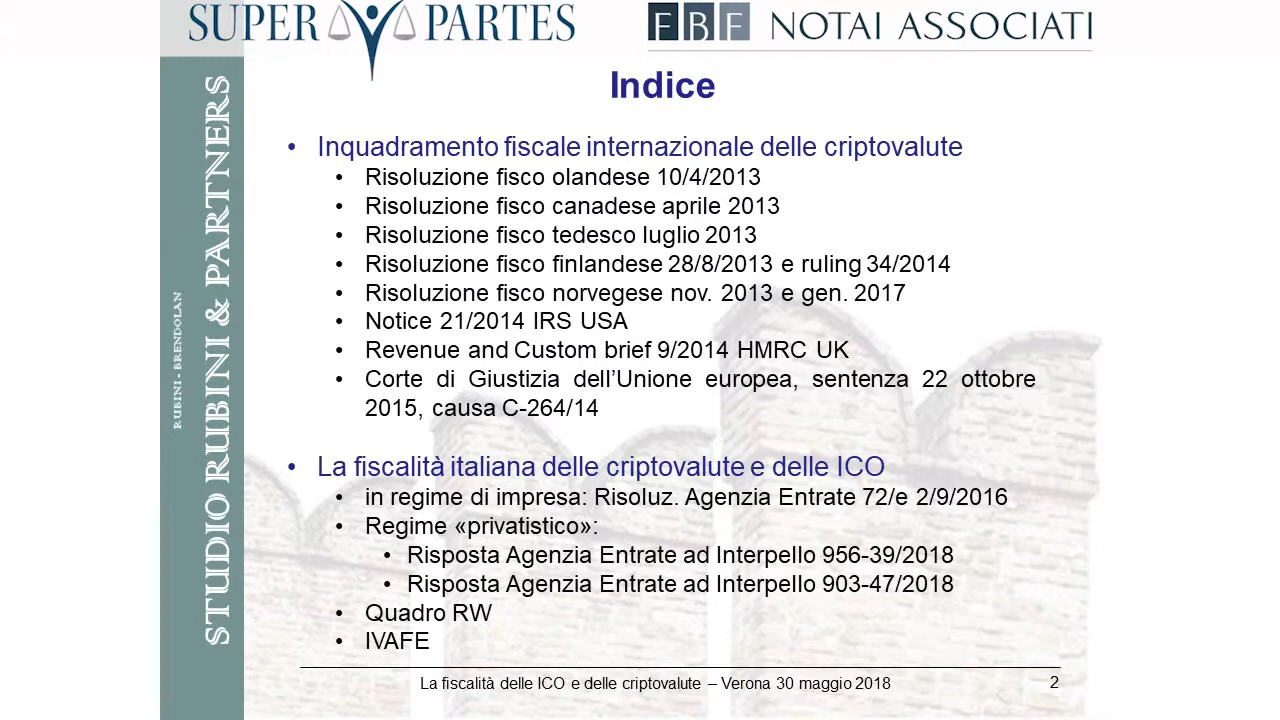 SUPER PARTES
FBF NOTAI ASSOCIATI
RUBINI - BRENDOLAN
STUDIO RUBINI & PARTNERS
Indice
• Inquadramento fiscale internazionale delle criptovalute
• Risoluzione fisco olandese 10/4/2013
• Risoluzione fisco canadese aprile 2013
• Risoluzione fisco tedesco luglio 2013
• Risoluzione fisco finlandese 28/8/2013 e ruling 34/2014
• Risoluzione fisco norvegese nov. 2013 e gen. 2017
• Notice 21/2014 IRS USA
• Revenue and Custom brief 9/2014 HMRC UK
• Corte di Giustizia dell’Unione europea, sentenza 22 ottobre
2015, causa C-264/14
• La fiscalità italiana delle criptovalute e delle ICO
• in regime di impresa: Risoluz. Agenzia Entrate 72/e 2/9/2016
• Regime «privatistico»:
• Risposta Agenzia Entrate ad Interpello 956-39/2018
• Risposta Agenzia Entrate ad Interpello 903-47/2018
• Quadro RW
• IVAFE
La fiscalità delle ICO e delle criptovalute – Verona 30 maggio 2018
2